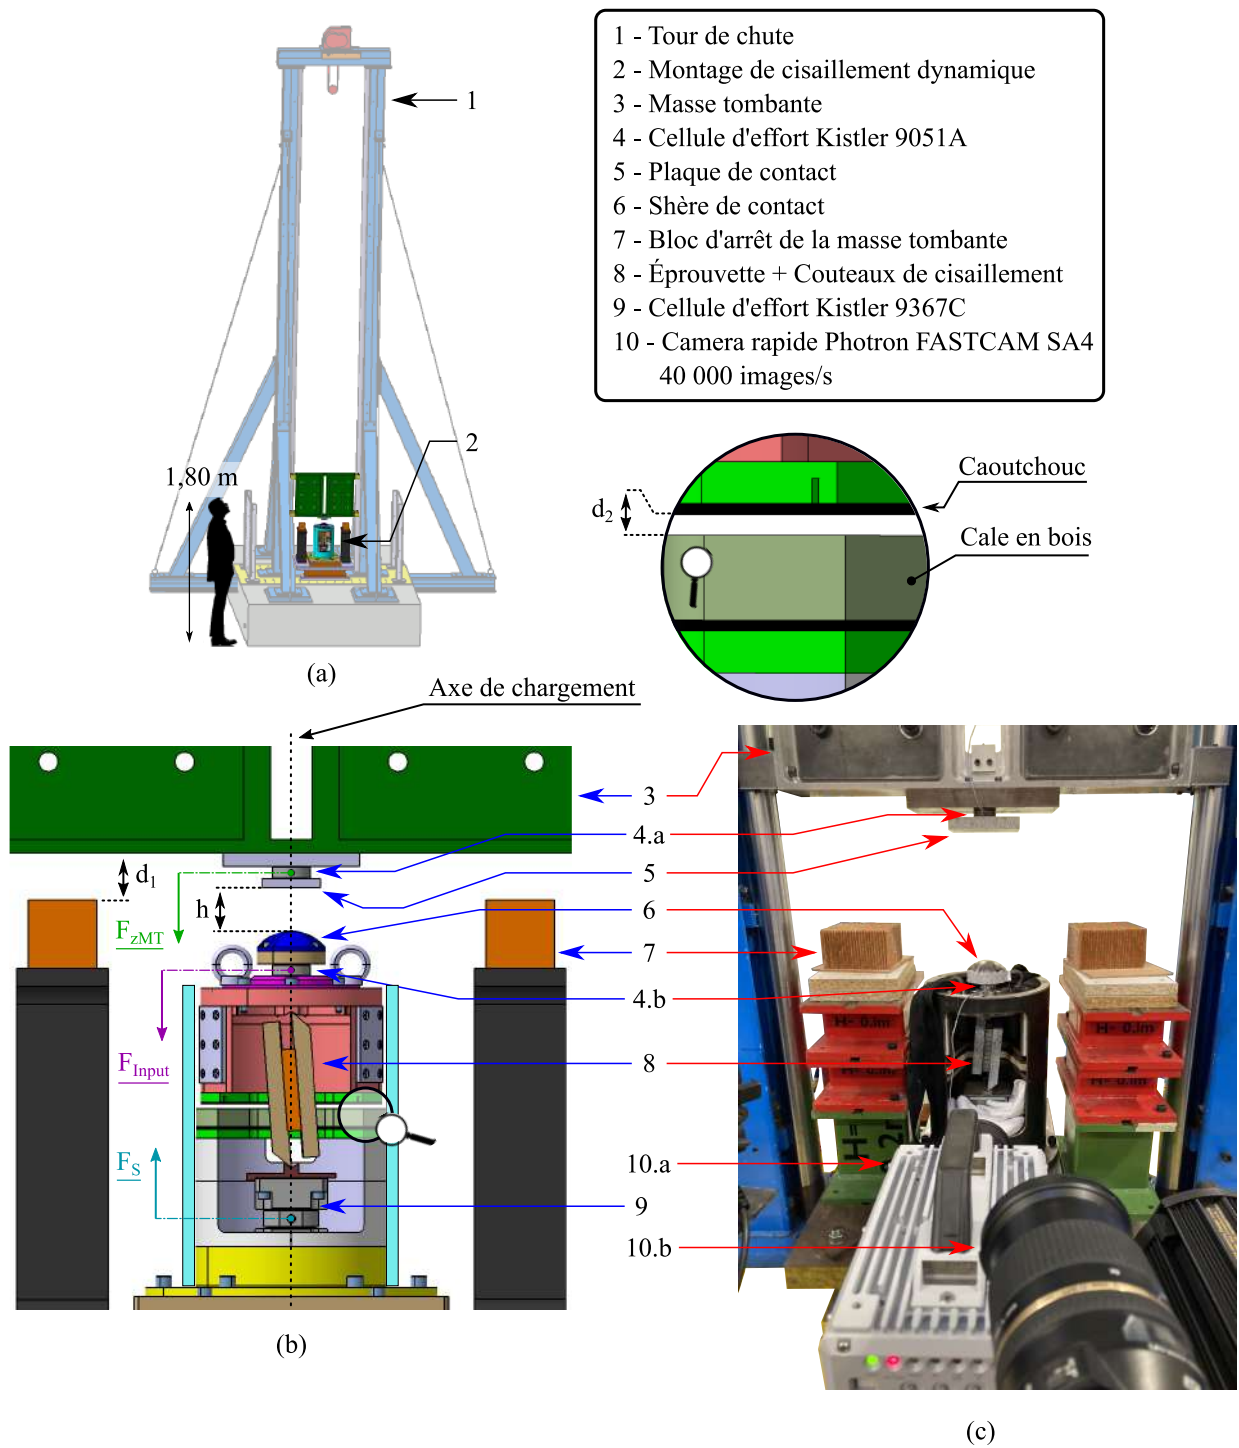 1 - Tour de chute
2 - Montage de cisaillement dynamique
3 - Masse tombante
4 - Cellule d'effort Kistler 9051A
5 - Plaque de contact
6 - Shère de contact
7 - Bloc d'arrêt de la masse tombante
8 - Éprouvette + Couteaux de cisaillement
9 - Cellule d'effort Kistler 9367C
10 - Camera rapide Photron FASTCAM SA4
40 000 images/s
1
2
1,80 m
(a)
d2
Caoutchouc
Cale en bois
Axe de chargement
3
4.a
5
6
7
4.b
8
10.a
9
10.b
d1
h
FzMT
FInput
FS
(b)
H= 0.1m
H=
(c)